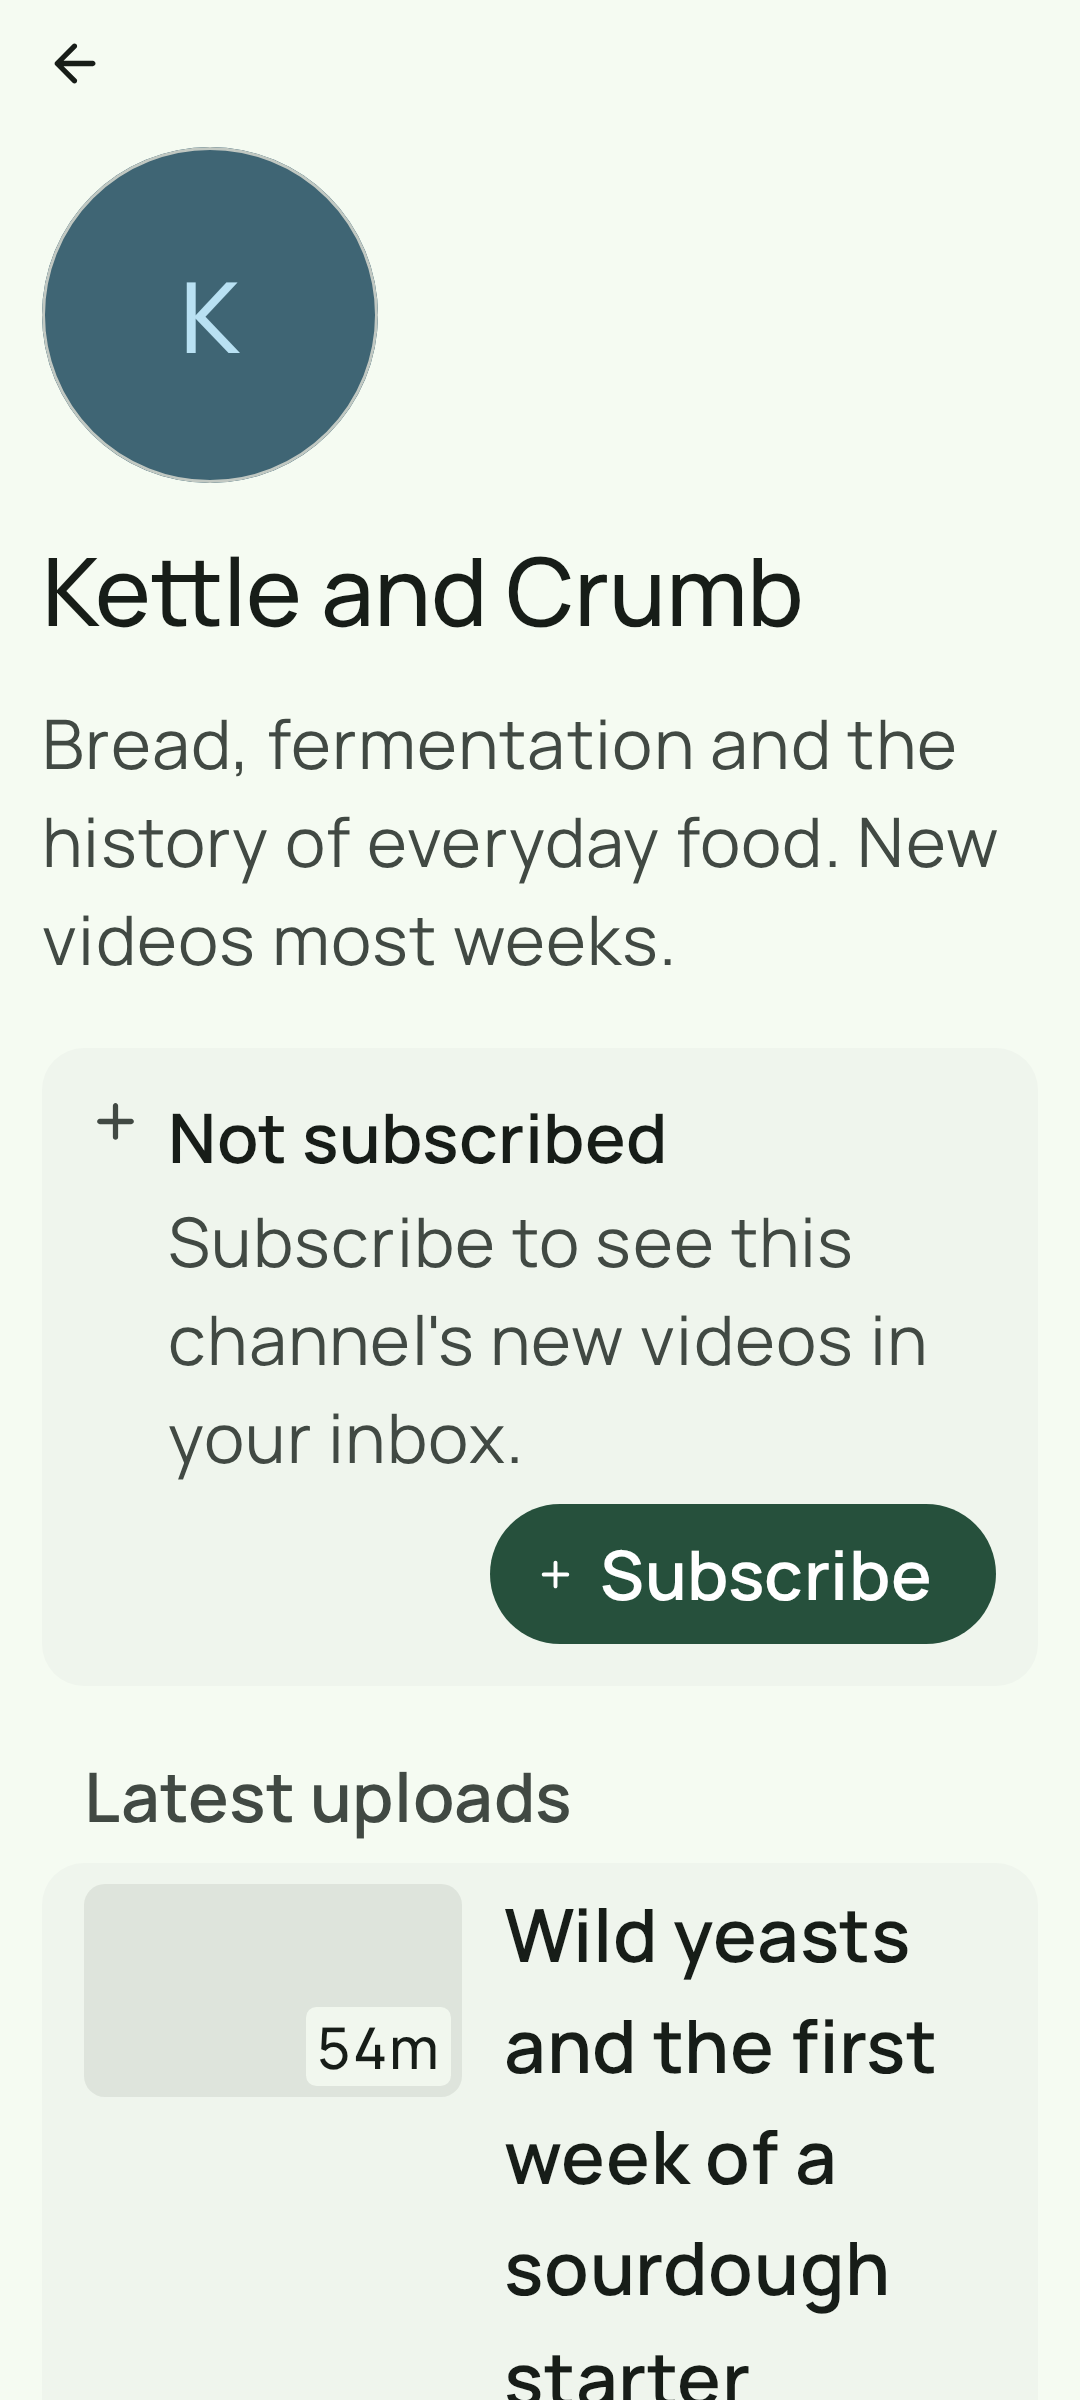 K
Kettle and Crumb
Bread, fermentation and the
history of everyday food. New
videos most weeks.
Not subscribed
Subscribe to see this
channel's new videos in
your inbox.
Subscribe
Latest uploads
54m
Wild yeasts
and the first
week of a
sourdough
starter